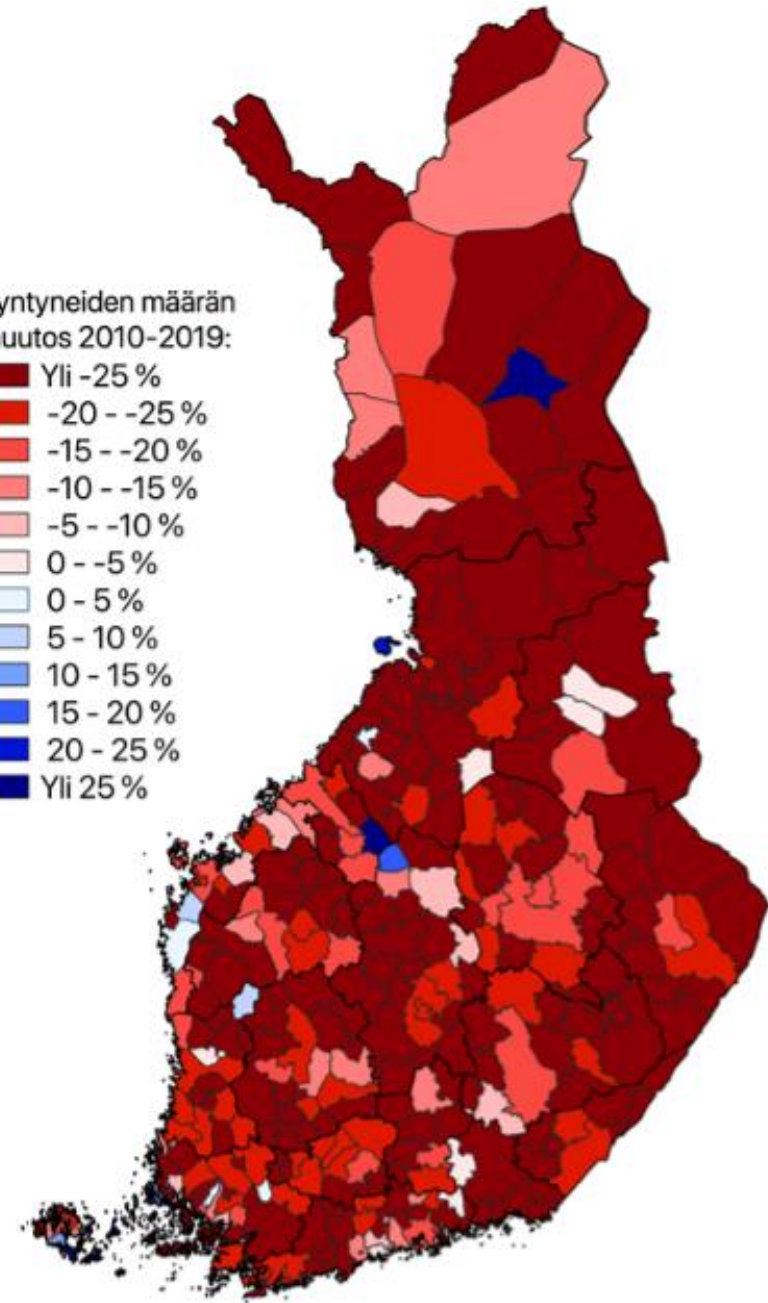 yntyneiden määrän
uutos 2010-2019:
Yli -25 %
-20 - -25 %
-15 - -20 %
-10 - -15 %
-5 - -10 %
0 - -5 %
0 - 5 %
5 - 10 %
10 - 15 %
15 - 20 %
20 - 25 %
Yli 25 %